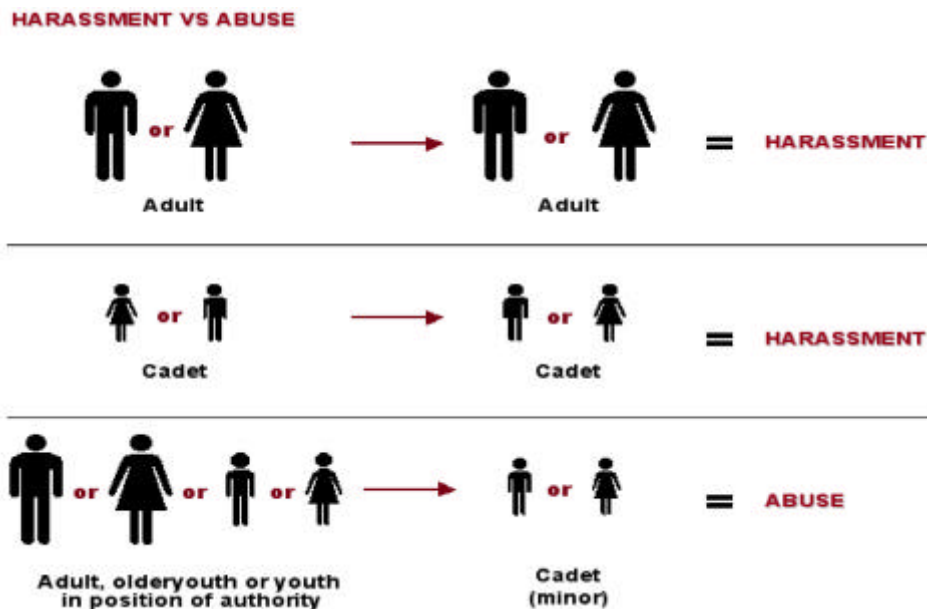 HARASSMENT VS ABUSE
or or = HARASSMENT
Adult Adult
or or = HARASSMENT
Cadet Cadet
or or or or = ABUSE
Adult, olderyouth or youth
in position of authority
Cadet
(minor)